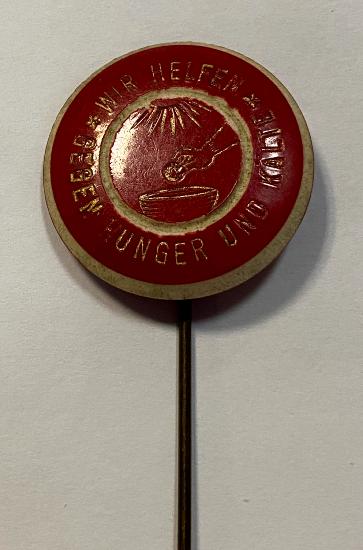 WIR HELFEN
GEGEN HUNGER UND KÄLTE